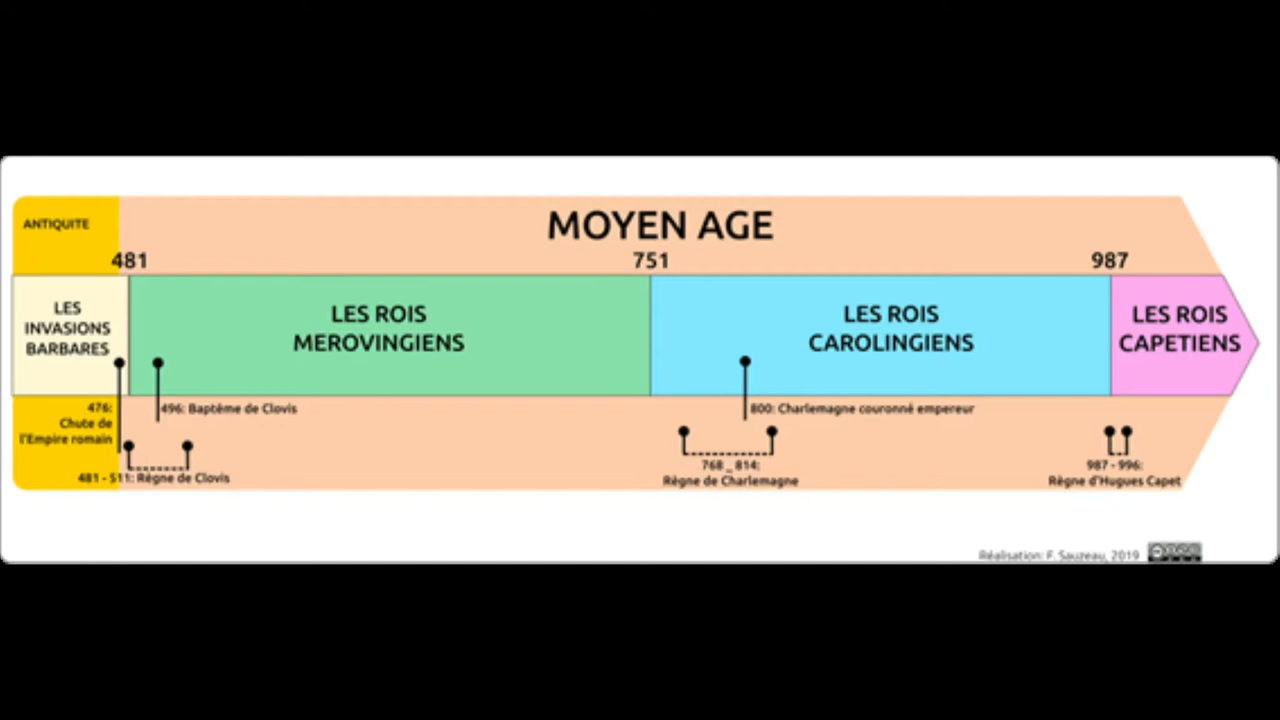 ANTIQUITE
MOYEN AGE
481
751
987
LES
INVASIONS
BARBARES
LES ROIS
MEROVINGIENS
LES ROIS
CAROLINGIENS
LES ROIS
CAPETIENS
476:
Chute de
l'Empire romain
496: Baptême de Clovis
800: Charlemagne couronné empereur
481 - 511: Règne de Clovis
768 _ 814:
Règne de Charlemagne
987 - 996:
Règne d'Hugues Capet
Réalisation: F. Sauzeau, 2019